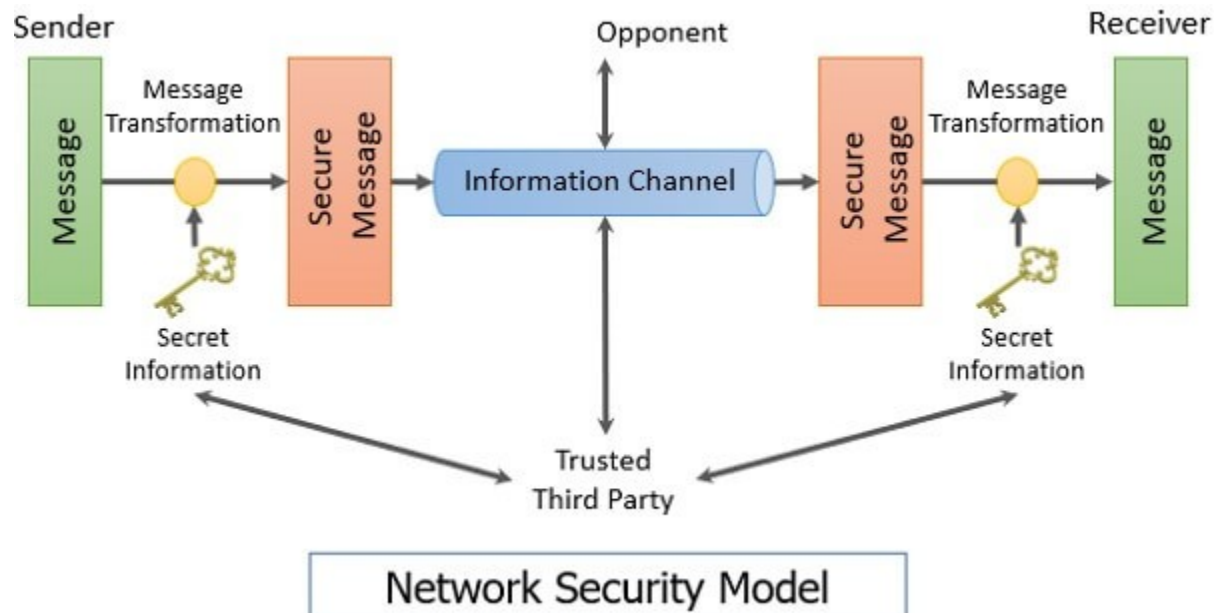 Sender
Opponent
Receiver
Message
Message
Transformation
Secure
Message
Information Channel
Secure
Message
Message
Transformation
Message
Secret
Information
Secret
Information
Trusted
Third Party
Network Security Model